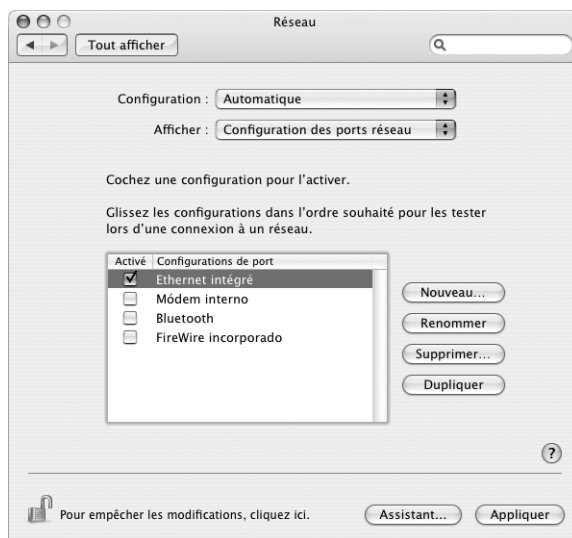 Réseau
Tout afficher
Configuration : Automatique
Afficher : Configuration des ports réseau
Cochez une configuration pour l'activer.
Glissez les configurations dans l'ordre souhaité pour les tester
lors d'une connexion à un réseau.
Activé Configurations de port
Ethernet intégré
Módem interno
Bluetooth
FireWire incorporado
Nouveau...
Renommer
Supprimer...
Dupliquer
?
Pour empêcher les modifications, cliquez ici.
Assistant...
Appliquer